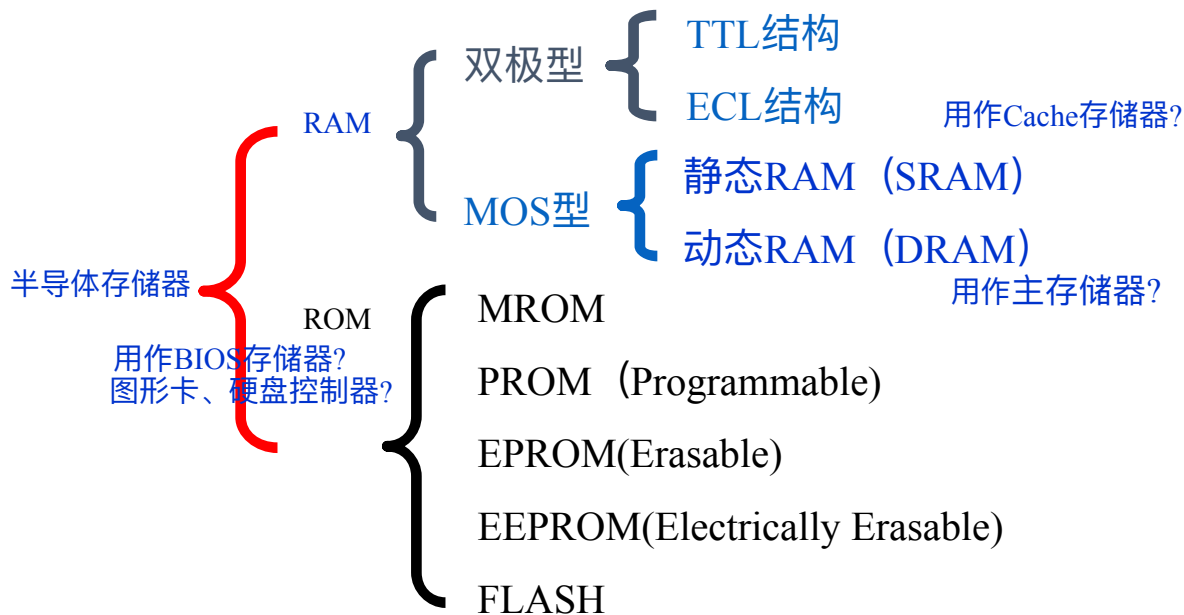 TTL结构
双极型
ECL结构
用作Cache存储器?
RAM
静态RAM（SRAM）
MOS型
动态RAM（DRAM）
用作主存储器?
半导体存储器
ROM
用作BIOS存储器?
图形卡、硬盘控制器?
MROM
PROM（Programmable)
EPROM(Erasable)
EEPROM(Electrically Erasable)
FLASH